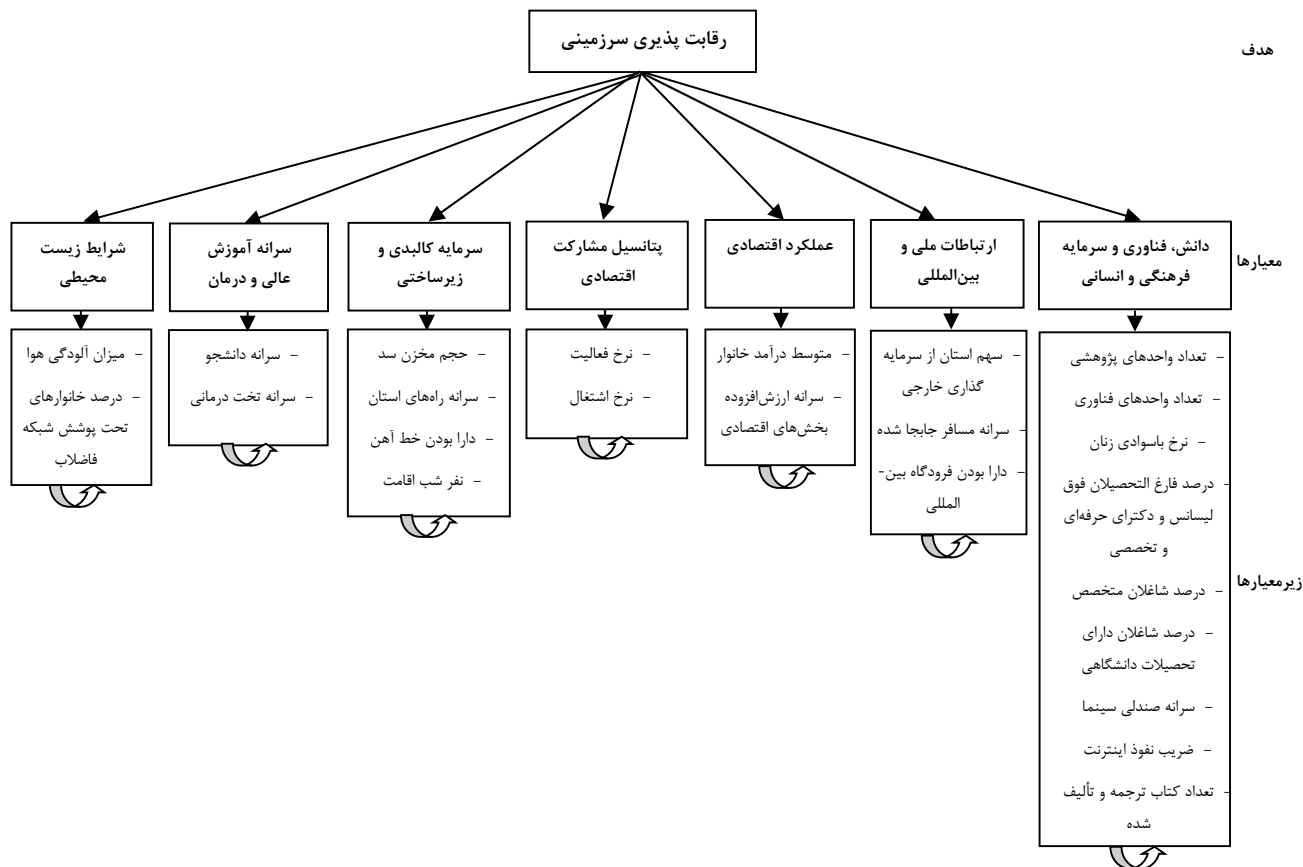 رقابت پذیری سرزمینی
هدف
دانش، فناوری و سرمایه
فرهنگی و انسانی
ارتباطات ملی و
بین‌المللی
عملکرد اقتصادی
پتانسیل مشارکت
اقتصادی
سرمایه کالبدی و
زیرساختی
سرانه آموزش
عالی و درمان
شرایط زیست
محیطی
معیارها
- تعداد واحدهای پژوهشی
- تعداد واحدهای فناوری
- نرخ باسوادی زنان
- درصد فارغ التحصیلان فوق
لیسانس و دکترای حرفه‌ای
و تخصصی
- درصد شاغلان متخصص
- درصد شاغلان دارای
تحصیلات دانشگاهی
- سرانه صندلی سینما
- ضریب نفوذ اینترنت
- تعداد کتاب ترجمه و تألیف
شده
- سهم استان از سرمایه
گذاری خارجی
- سرانه مسافر جابجا شده
- دارا بودن فرودگاه بین-
المللی
- متوسط درآمد خانوار
- سرانه ارزش‌افزوده
بخش‌های اقتصادی
- نرخ فعالیت
- نرخ اشتغال
- حجم مخزن سد
- سرانه راه‌های استان
- دارا بودن خط آهن
- نفر شب اقامت
- سرانه دانشجو
- سرانه تخت درمانی
- میزان آلودگی هوا
- درصد خانوارهای
تحت پوشش شبکه
فاضلاب
زیرمعیارها